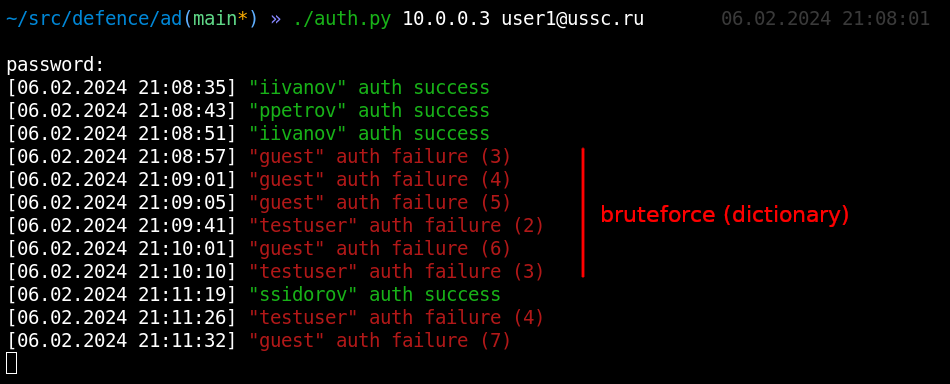 ~/src/defence/ad(main*) » ./auth.py 10.0.0.3 user1@ussc.ru 06.02.2024 21:08:01
password:
[06.02.2024 21:08:35] "iivanov" auth success
[06.02.2024 21:08:43] "ppetrov" auth success
[06.02.2024 21:08:51] "iivanov" auth success
[06.02.2024 21:08:57] "guest" auth failure (3)
[06.02.2024 21:09:01] "guest" auth failure (4)
[06.02.2024 21:09:05] "guest" auth failure (5)
bruteforce (dictionary)
[06.02.2024 21:09:41] "testuser" auth failure (2)
[06.02.2024 21:10:01] "guest" auth failure (6)
[06.02.2024 21:10:10] "testuser" auth failure (3)
[06.02.2024 21:11:19] "ssidorov" auth success
[06.02.2024 21:11:26] "testuser" auth failure (4)
[06.02.2024 21:11:32] "guest" auth failure (7)